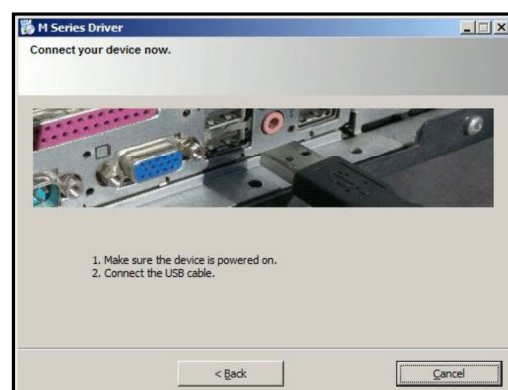 M Series Driver
Connect your device now.
1. Make sure the device is powered on.
2. Connect the USB cable.
< Back
Cancel